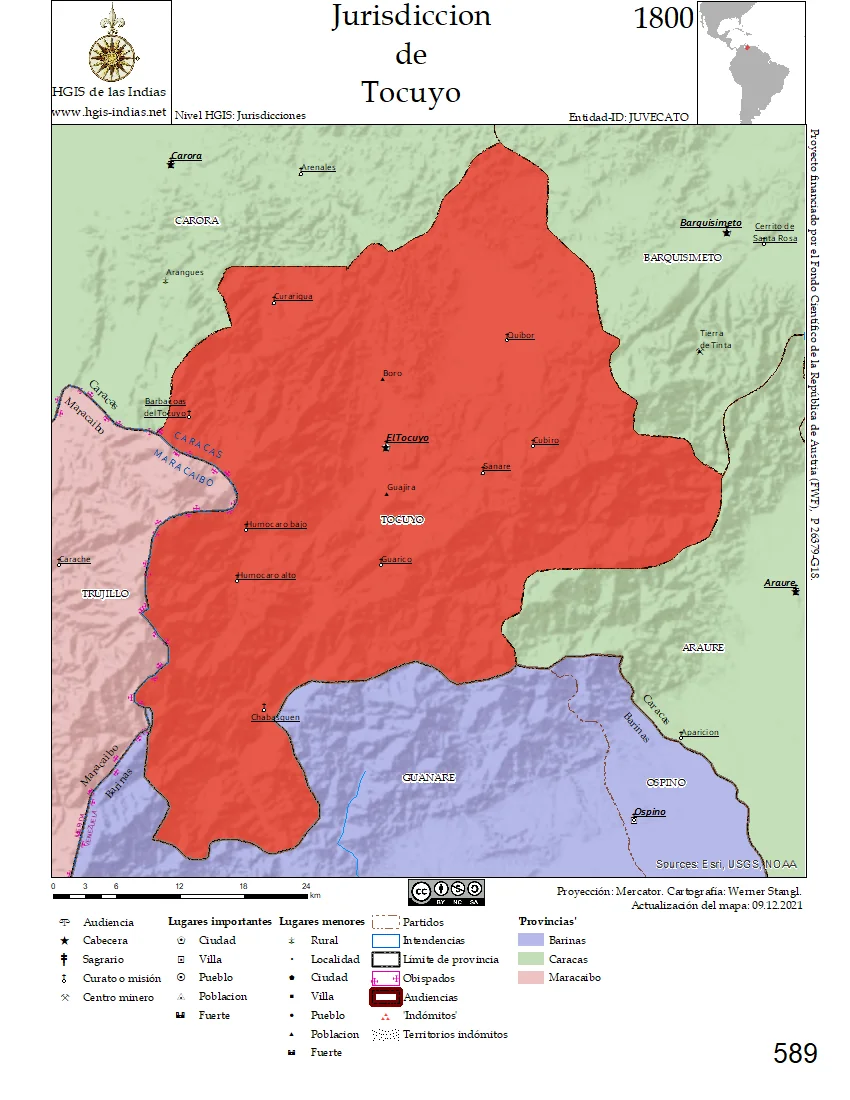 Jurisdiccion
de
Tocuyo
1800
HGIS de las Indias
www.hgis-indias.net
Nivel HGIS: Jurisdicciones
Entidad-ID: JUVECATO
Proyecto financiado por el Fondo Científico de la República de Austria (FWF), P 26379-G18.
Carora
Arenales
CARORA
Barquisimeto
Cerrito de
Santa Rosa
BARQUISIMETO
Arangues
Curarigua
Quibor
Tierra
de Tinta
Boro
Caracas
Maracaibo
Barbacoas
del Tocuyo
CARACAS
MARACAIBO
El Tocuyo
Cubiro
Sanare
Guajira
TOCUYO
Humocaro bajo
Carache
Guarico
Humocaro alto
TRUJILLO
Araure
ARAURE
Chabasquen
Caracas
Barinas
Aparicion
Maracaibo
Barinas
GUANARE
OSPINO
Ospino
MERIDA
VENEZUELA
Sources: Esri, USGS, NOAA
0 3 6 12 18 24
km
CC BY NC SA
Proyección: Mercator. Cartografía: Werner Stangl.
Actualización del mapa: 09.12.2021
Audiencia
Cabecera
Sagrario
Curato o misión
Centro minero
Lugares importantes
Ciudad
Villa
Pueblo
Poblacion
Fuerte
Lugares menores
Rural
Localidad
Ciudad
Villa
Pueblo
Poblacion
Fuerte
Partidos
Intendencias
Límite de provincia
Obispados
Audiencias
'Indómitos'
Territorios indómitos
'Provincias'
Barinas
Caracas
Maracaibo
589